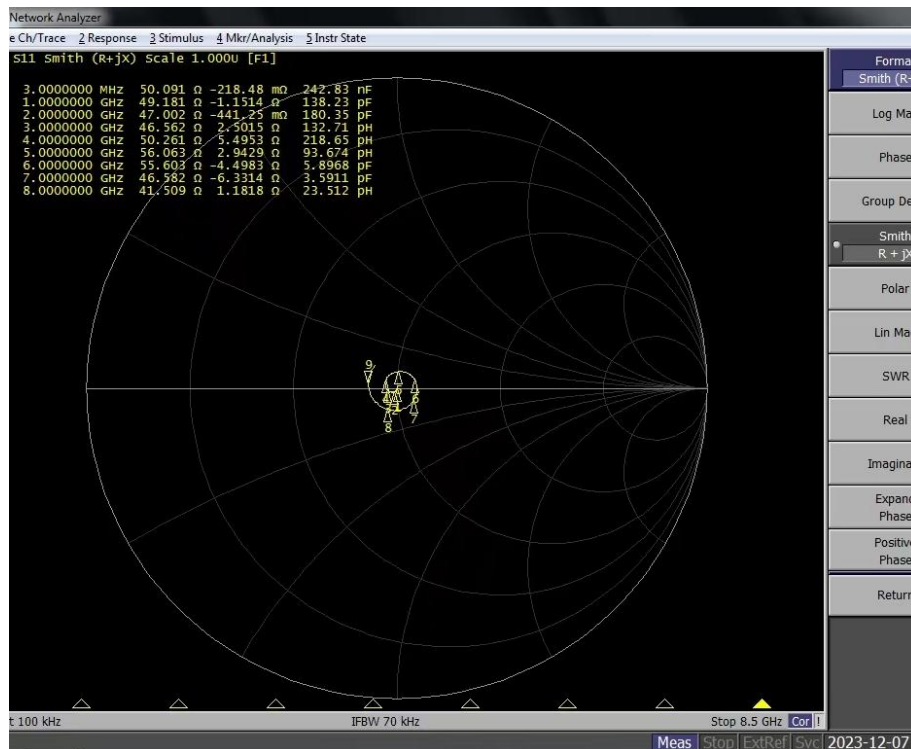 Network Analyzer
e Ch/Trace 2 Response 3 Stimulus 4 Mkr/Analysis 5 Instr State
S11 Smith (R+jX) Scale 1.000U [F1]
3.0000000 MHz 50.091 Ω -218.48 mΩ 242.83 nF
1.0000000 GHz 49.181 Ω -1.1514 Ω 138.23 pF
2.0000000 GHz 47.002 Ω -441.25 mΩ 180.35 pF
3.0000000 GHz 46.562 Ω 2.5015 Ω 132.71 pH
4.0000000 GHz 50.261 Ω 5.4953 Ω 218.65 pH
5.0000000 GHz 56.063 Ω 2.9429 Ω 93.674 pH
6.0000000 GHz 55.603 Ω -4.4983 Ω 5.8968 pF
7.0000000 GHz 46.582 Ω -6.3314 Ω 3.5911 pF
8.0000000 GHz 41.509 Ω 1.1818 Ω 23.512 pH
9
6
7
8
Forma
Smith (R-
Log Ma
Phase
Group De
Smith
R + jX
Polar
Lin Ma
SWR
Real
Imagina
Expand
Phase
Positive
Phase
Return
t 100 kHz IFBW 70 kHz Stop 8.5 GHz Cor !
Meas Stop ExtRef Svc 2023-12-07